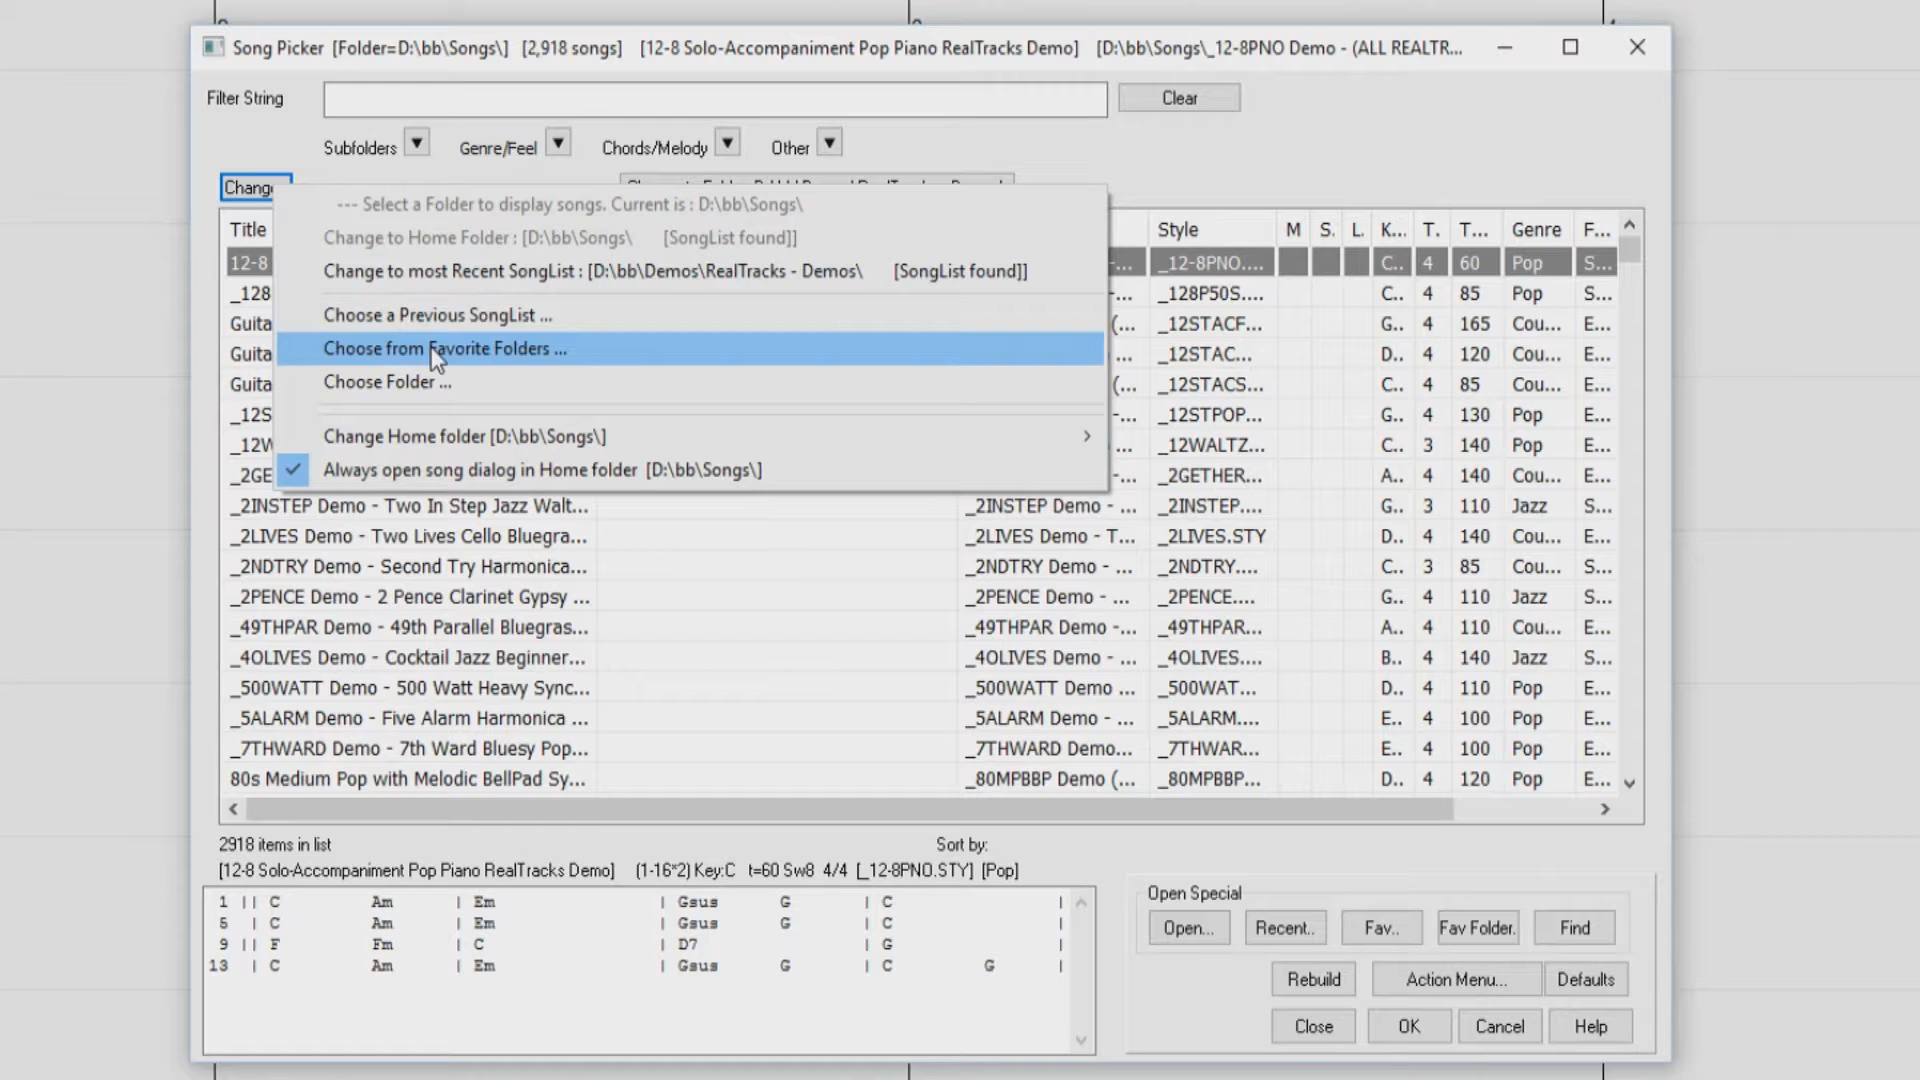 Song Picker [Folder=D:\bb\Songs\] [2,918 songs] [12-8 Solo-Accompaniment Pop Piano RealTracks Demo] [D:\bb\Songs\_12-8PNO Demo - (ALL REALTR...
Filter String
Clear
Subfolders Genre/Feel Chords/Melody Other
Change
--- Select a Folder to display songs. Current is : D:\bb\Songs\
Change to Home Folder : [D:\bb\Songs\ [SongList found]]
Change to most Recent SongList : [D:\bb\Demos\RealTracks - Demos\ [SongList found]]
Choose a Previous SongList ...
Choose from Favorite Folders ...
Choose Folder ...
Change Home folder [D:\bb\Songs\]
Always open song dialog in Home folder [D:\bb\Songs\]
Title Style M S. L. K... T. T... Genre F...
12-8 -... _12-8PNO.... C.. 4 60 Pop S...
_128 -... _128P50S.... C.. 4 85 Pop S...
Guita (... _12STACF... G.. 4 165 Cou... E...
Guita -... _12STAC... D.. 4 120 Cou... E...
Guita (... _12STACS... C.. 4 85 Cou... E...
_12S -... _12STPOP... G.. 4 130 Pop E...
_12W -... _12WALTZ... C.. 3 140 Pop E...
_2GE -... _2GETHER... A.. 4 140 Cou... E...
_2INSTEP Demo - Two In Step Jazz Walt... _2INSTEP Demo - ... _2INSTEP.... G.. 3 110 Jazz S...
_2LIVES Demo - Two Lives Cello Bluegra... _2LIVES Demo - T... _2LIVES.STY D.. 4 140 Cou... E...
_2NDTRY Demo - Second Try Harmonica... _2NDTRY Demo - ... _2NDTRY.... C.. 3 85 Cou... S...
_2PENCE Demo - 2 Pence Clarinet Gypsy ... _2PENCE Demo - ... _2PENCE.... G.. 4 110 Jazz S...
_49THPAR Demo - 49th Parallel Bluegras... _49THPAR Demo -... _49THPAR... A.. 4 110 Cou... E...
_4OLIVES Demo - Cocktail Jazz Beginner... _4OLIVES Demo - ... _4OLIVES.... B.. 4 140 Jazz S...
_500WATT Demo - 500 Watt Heavy Sync... _500WATT Demo ... _500WAT... D.. 4 110 Pop E...
_5ALARM Demo - Five Alarm Harmonica ... _5ALARM Demo - ... _5ALARM.... E.. 4 100 Pop E...
_7THWARD Demo - 7th Ward Bluesy Pop... _7THWARD Demo... _7THWAR... E.. 4 100 Pop E...
80s Medium Pop with Melodic BellPad Sy... _80MPBBP Demo (... _80MPBBP... D.. 4 120 Pop E...
2918 items in list Sort by:
[12-8 Solo-Accompaniment Pop Piano RealTracks Demo] (1-16*2) Key:C t=60 Sw8 4/4 [_12-8PNO.STY] [Pop]
1 || C Am | Em | Gsus G | C |
5 | C Am | Em | Gsus G | C |
9 || F Fm | C | D7 | G |
13 | C Am | Em | Gsus G | C G |
Open Special
Open... Recent.. Fav.. Fav Folder. Find
Rebuild Action Menu... Defaults
Close OK Cancel Help